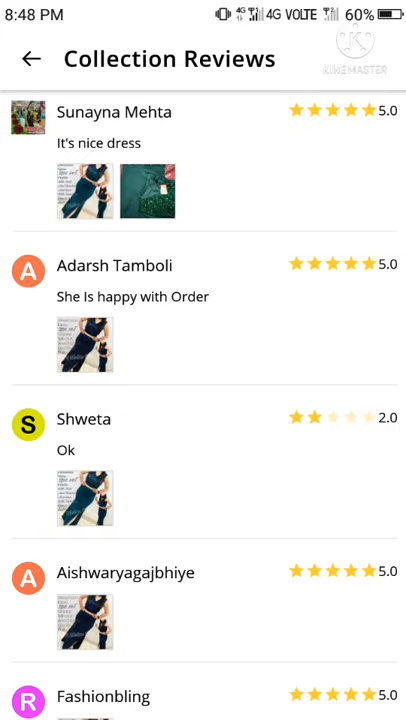 8:48 PM
4G 4G VOLTE 60%
Collection Reviews
KINEMASTER
Sunayna Mehta
5.0
It's nice dress
Adarsh Tamboli
5.0
She Is happy with Order
Shweta
2.0
Ok
Aishwaryagajbhiye
5.0
Fashionbling
5.0
A
S
A
R